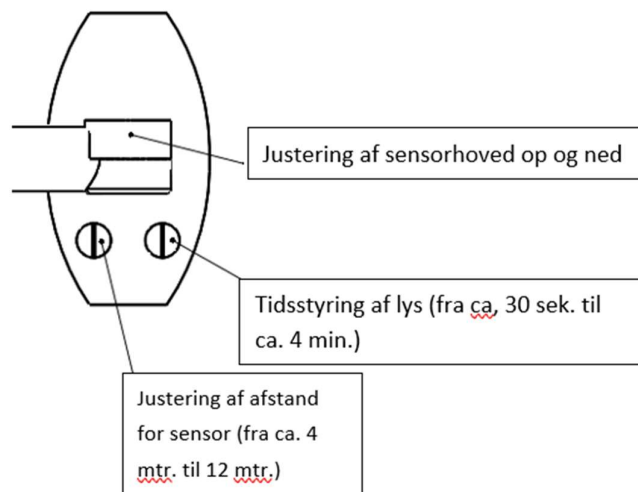 Justering af sensorhoved op og ned
Tidsstyring af lys (fra ca, 30 sek. til
ca. 4 min.)
Justering af afstand
for sensor (fra ca. 4
mtr. til 12 mtr.)